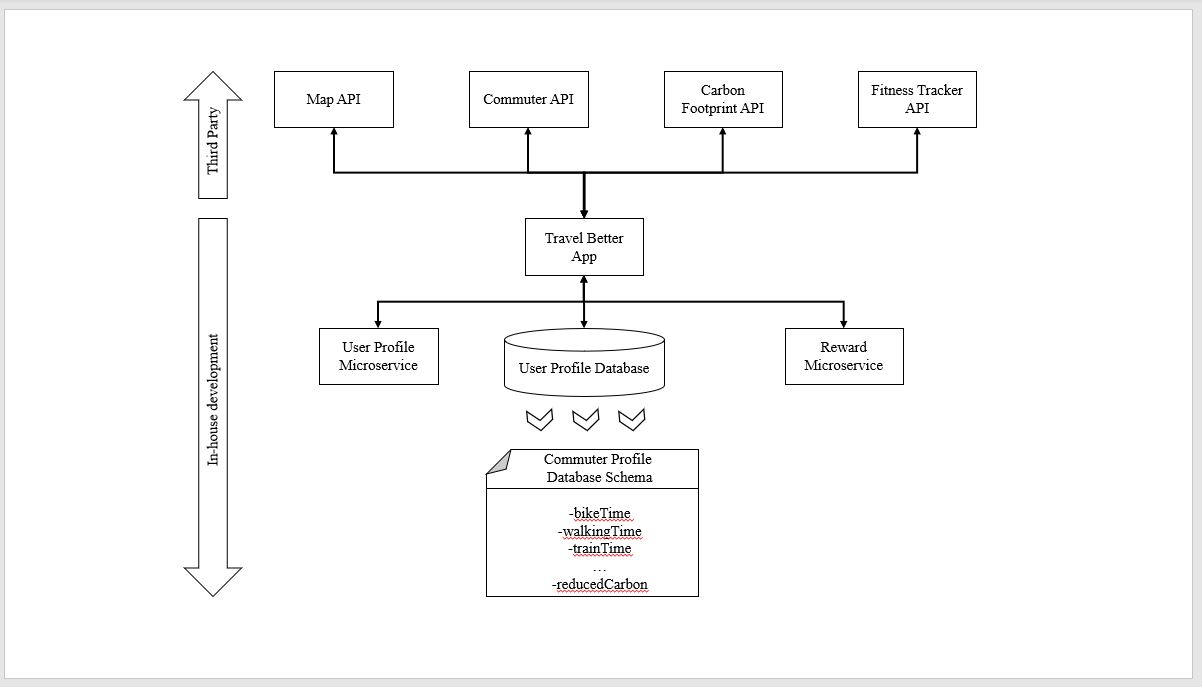 Third Party
Map API
Commuter API
Carbon
Footprint API
Fitness Tracker
API
Travel Better
App
In-house development
User Profile
Microservice
User Profile Database
Reward
Microservice
Commuter Profile
Database Schema
-bikeTime
-walkingTime
-trainTime
...
-reducedCarbon